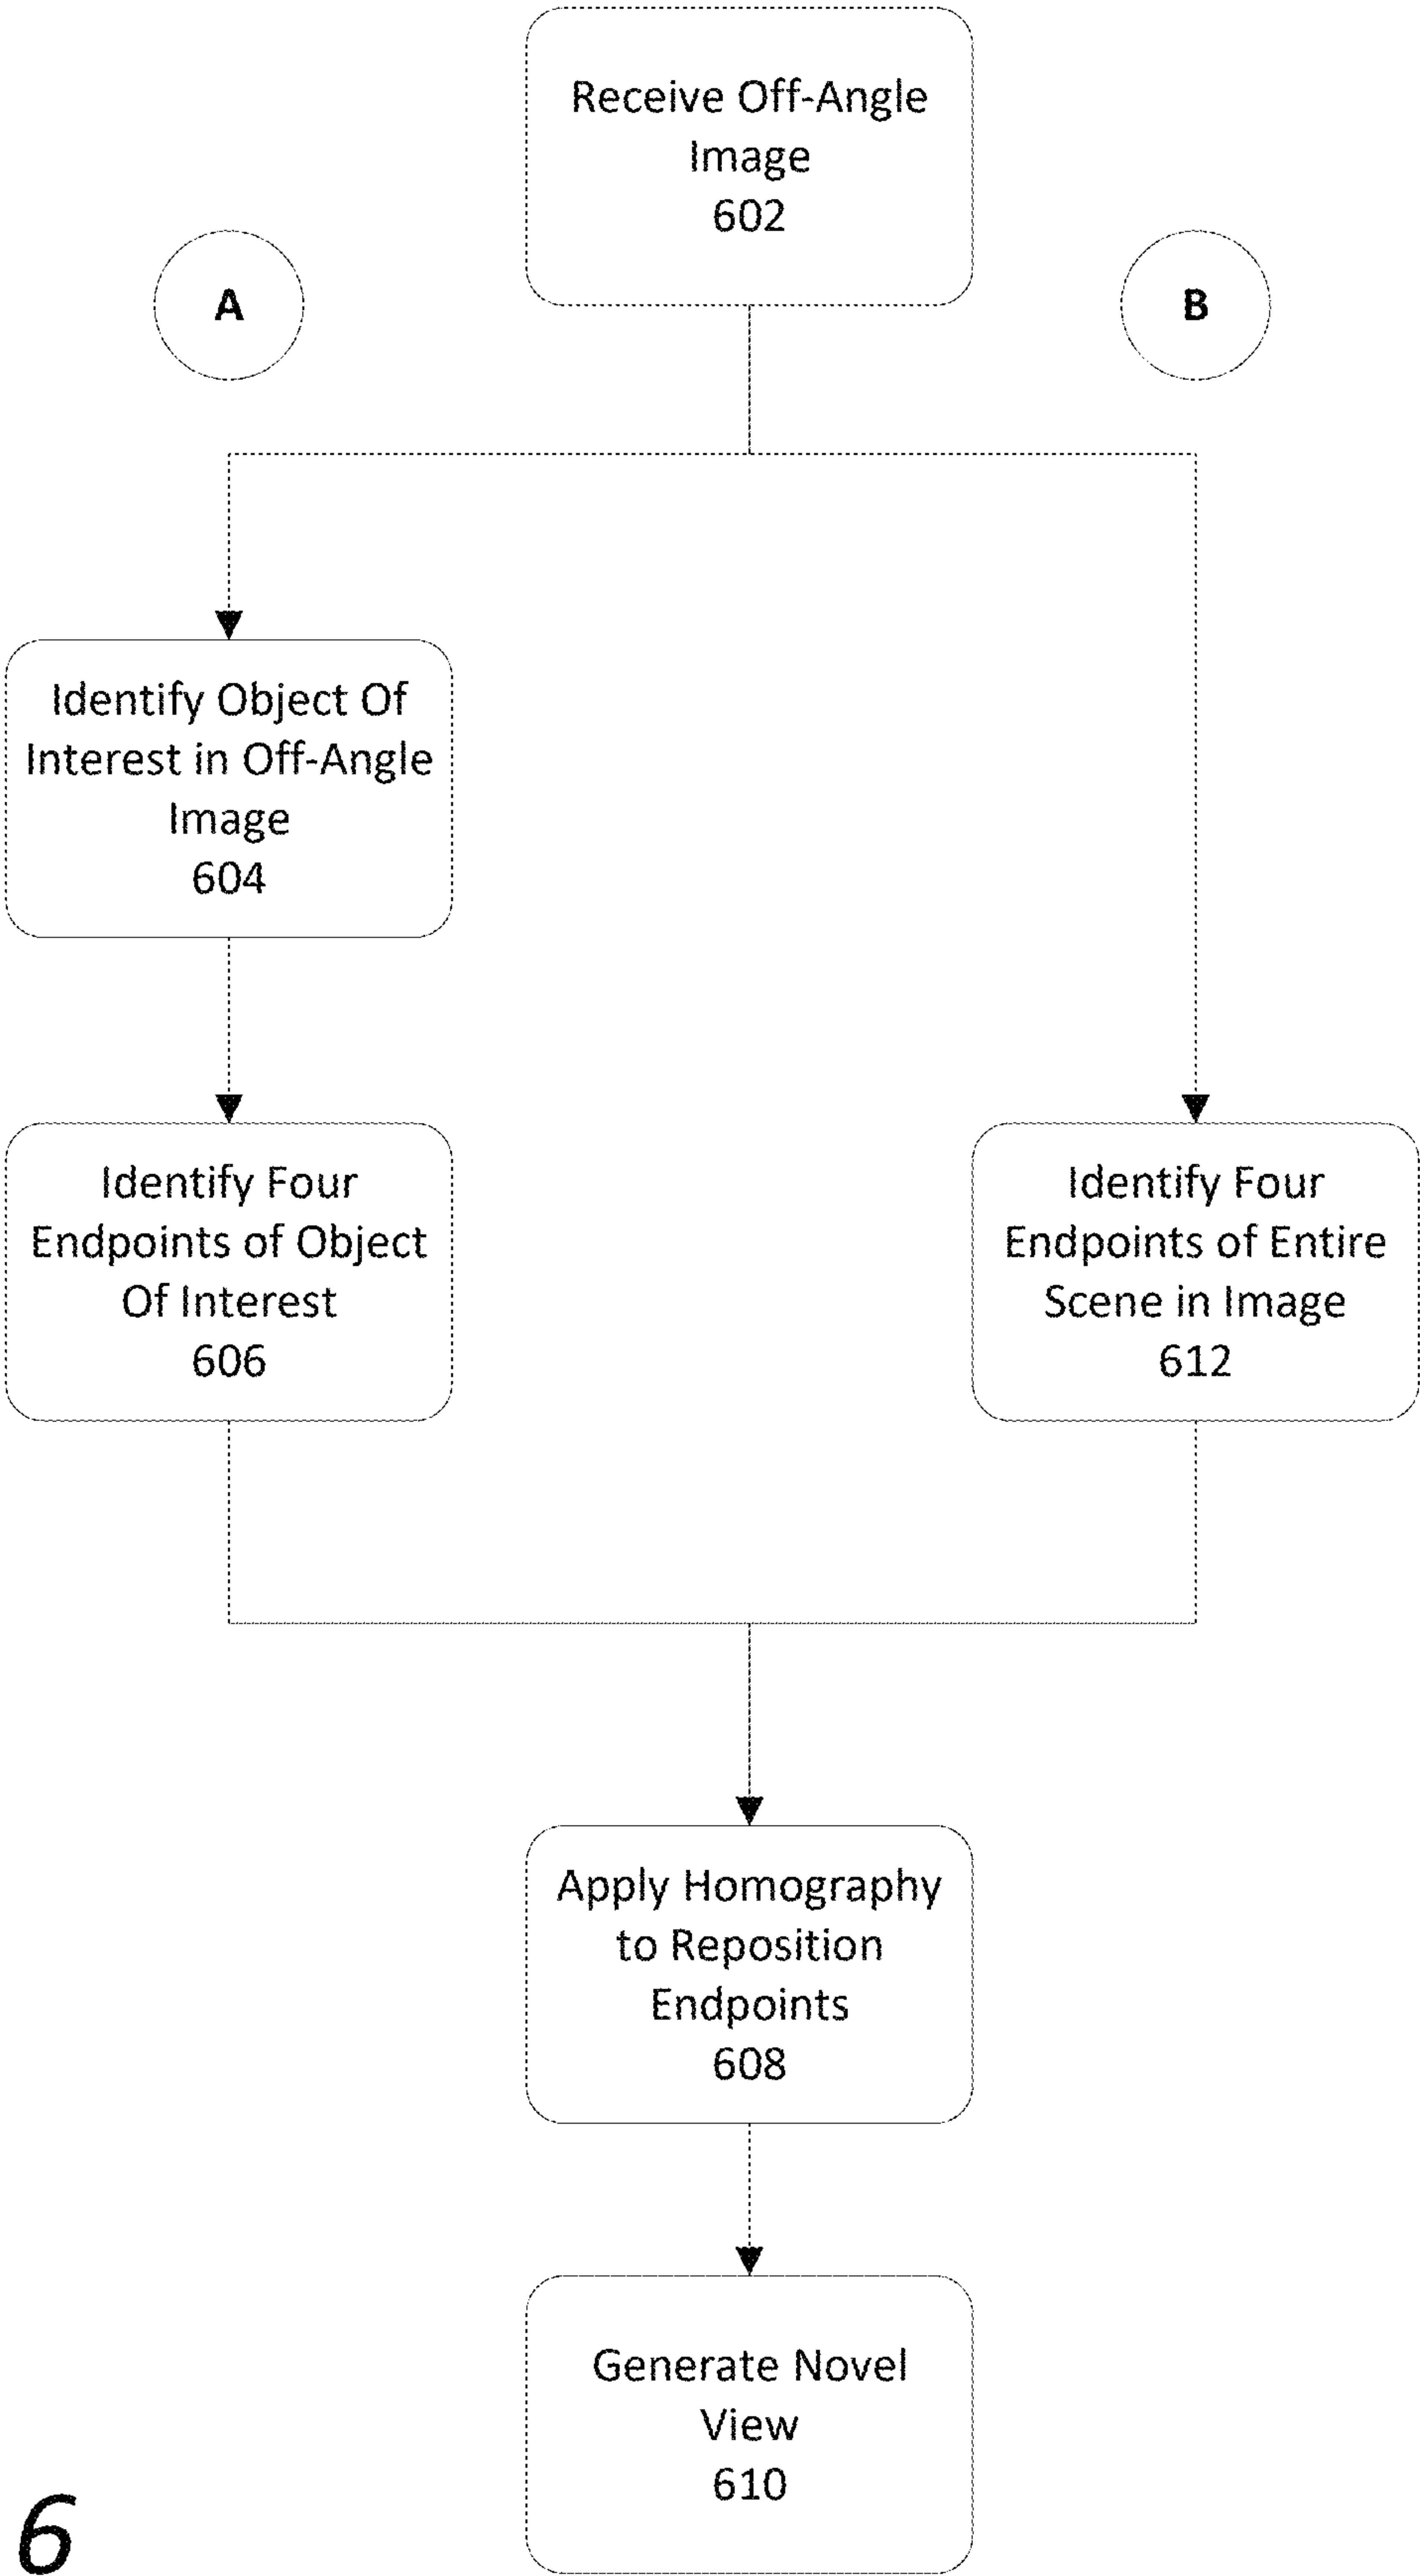 Receive Off-Angle
Image
602
A
B
Identify Object Of
Interest in Off-Angle
Image
604
Identify Four
Endpoints of Object
Of Interest
606
Identify Four
Endpoints of Entire
Scene in Image
612
Apply Homography
to Reposition
Endpoints
608
Generate Novel
View
610
6